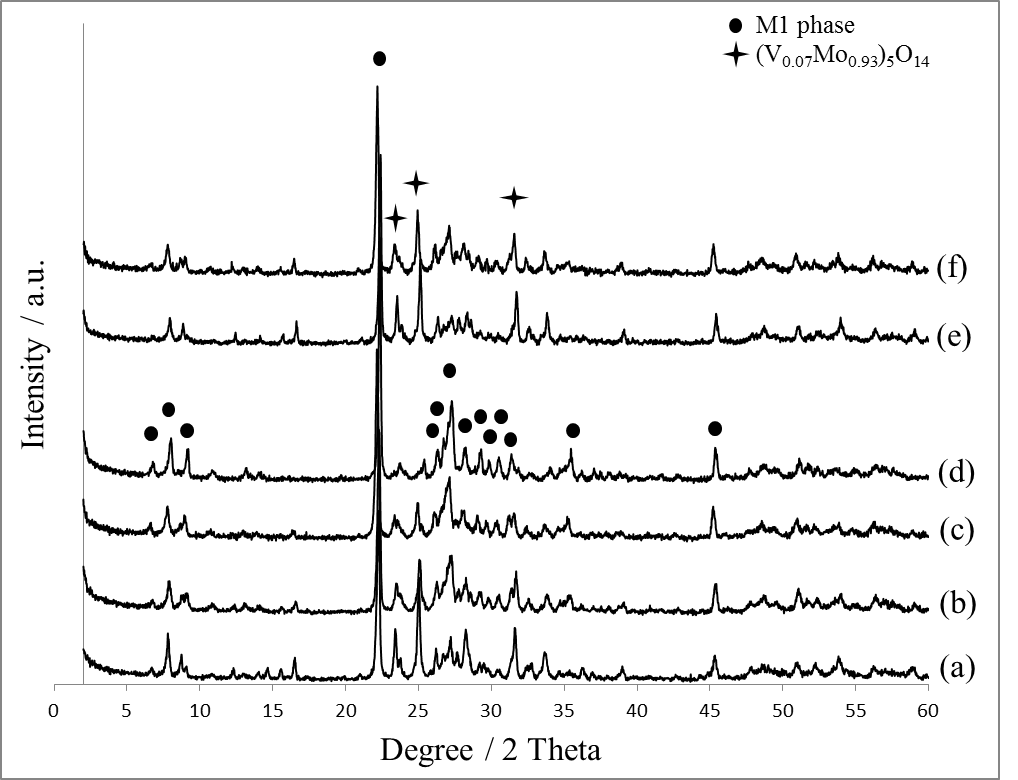 M1 phase
(V0.07Mo0.93)5O14
Intensity / a.u.
(f)
(e)
(d)
(c)
(b)
(a)
0 5 10 15 20 25 30 35 40 45 50 55 60
Degree / 2 Theta